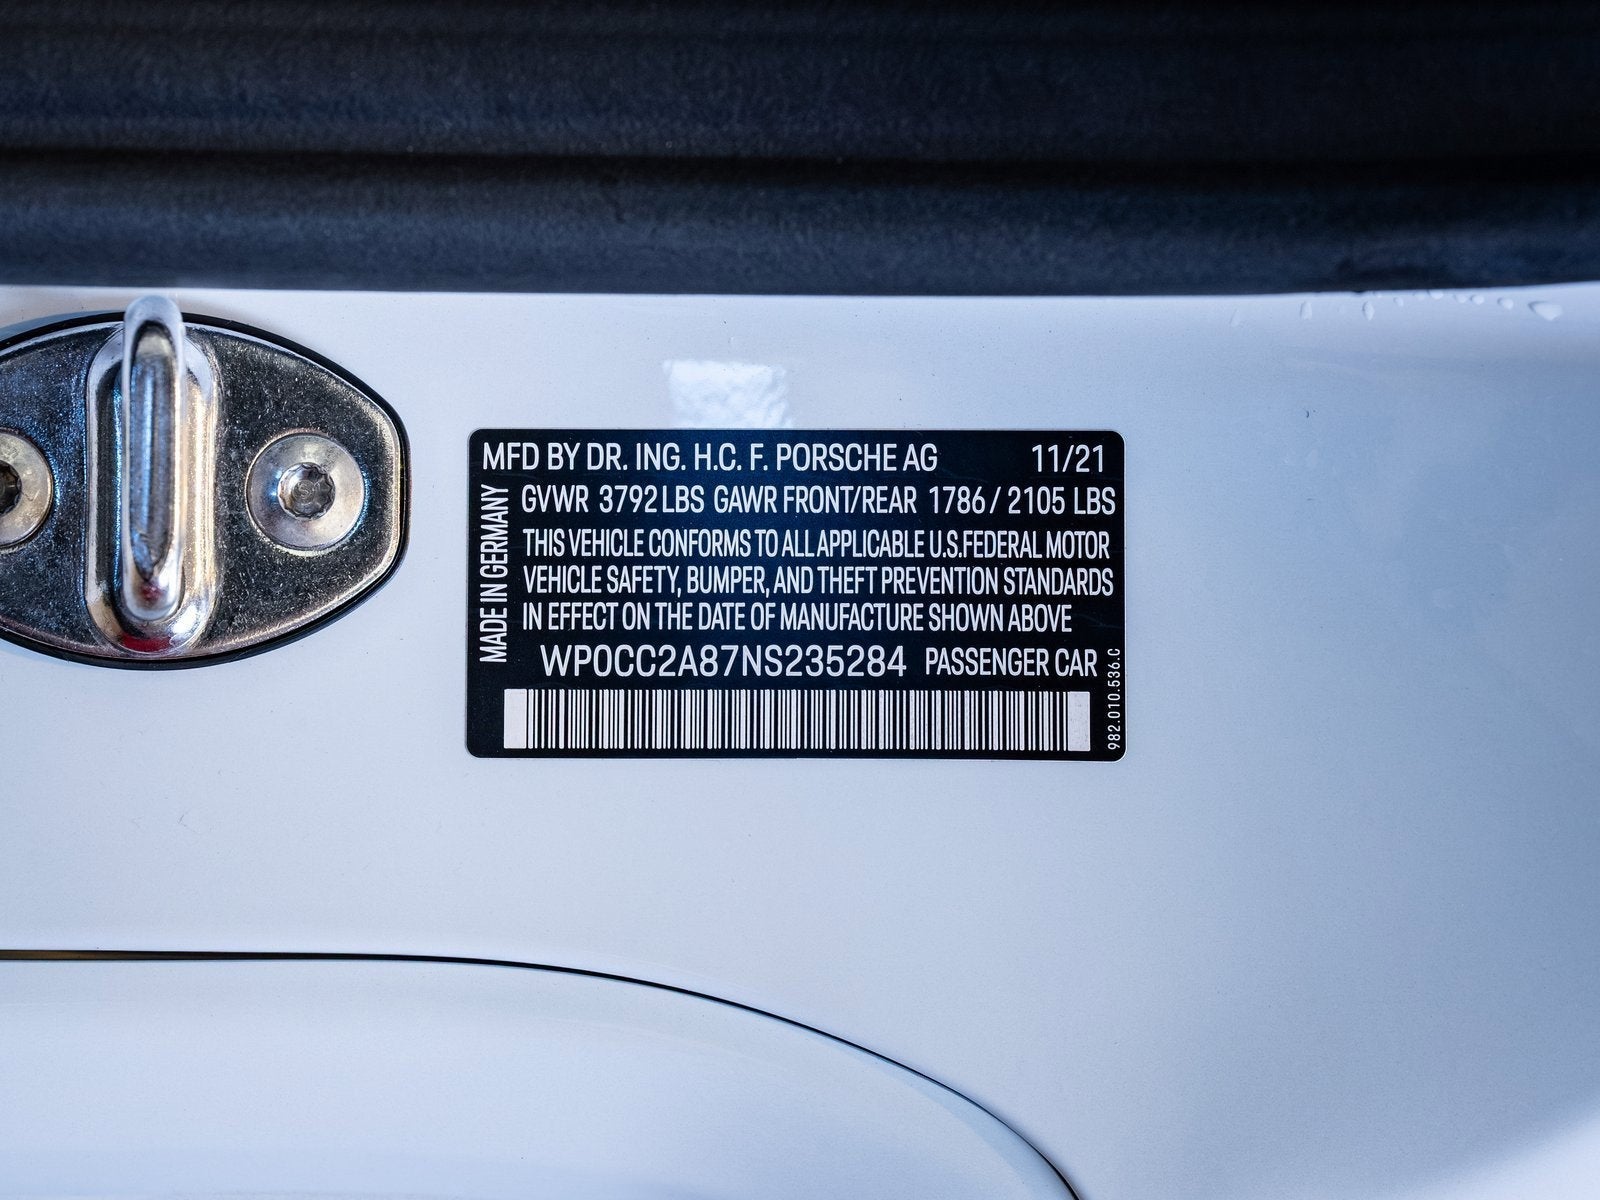 MFD BY DR. ING. H.C. F. PORSCHE AG 11/21
MADE IN GERMANY
GVWR 3792 LBS GAWR FRONT/REAR 1786 / 2105 LBS
THIS VEHICLE CONFORMS TO ALL APPLICABLE U.S.FEDERAL MOTOR
VEHICLE SAFETY, BUMPER, AND THEFT PREVENTION STANDARDS
IN EFFECT ON THE DATE OF MANUFACTURE SHOWN ABOVE
WP0CC2A87NS235284 PASSENGER CAR
982.010.536.C